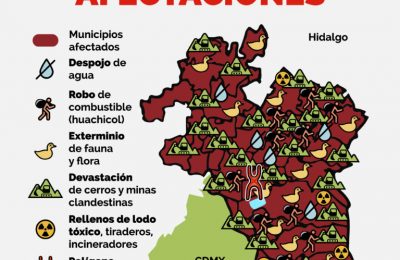 AFECTACIONES
Municipios
afectados
Despojo de
agua
Robo de
combustible
(huachicol)
Exterminio
de fauna
y flora
Devastación
de cerros y minas
clandestinas
Rellenos de lodo
tóxico, tiraderos,
incineradores
Polígono
Hidalgo
CDMX